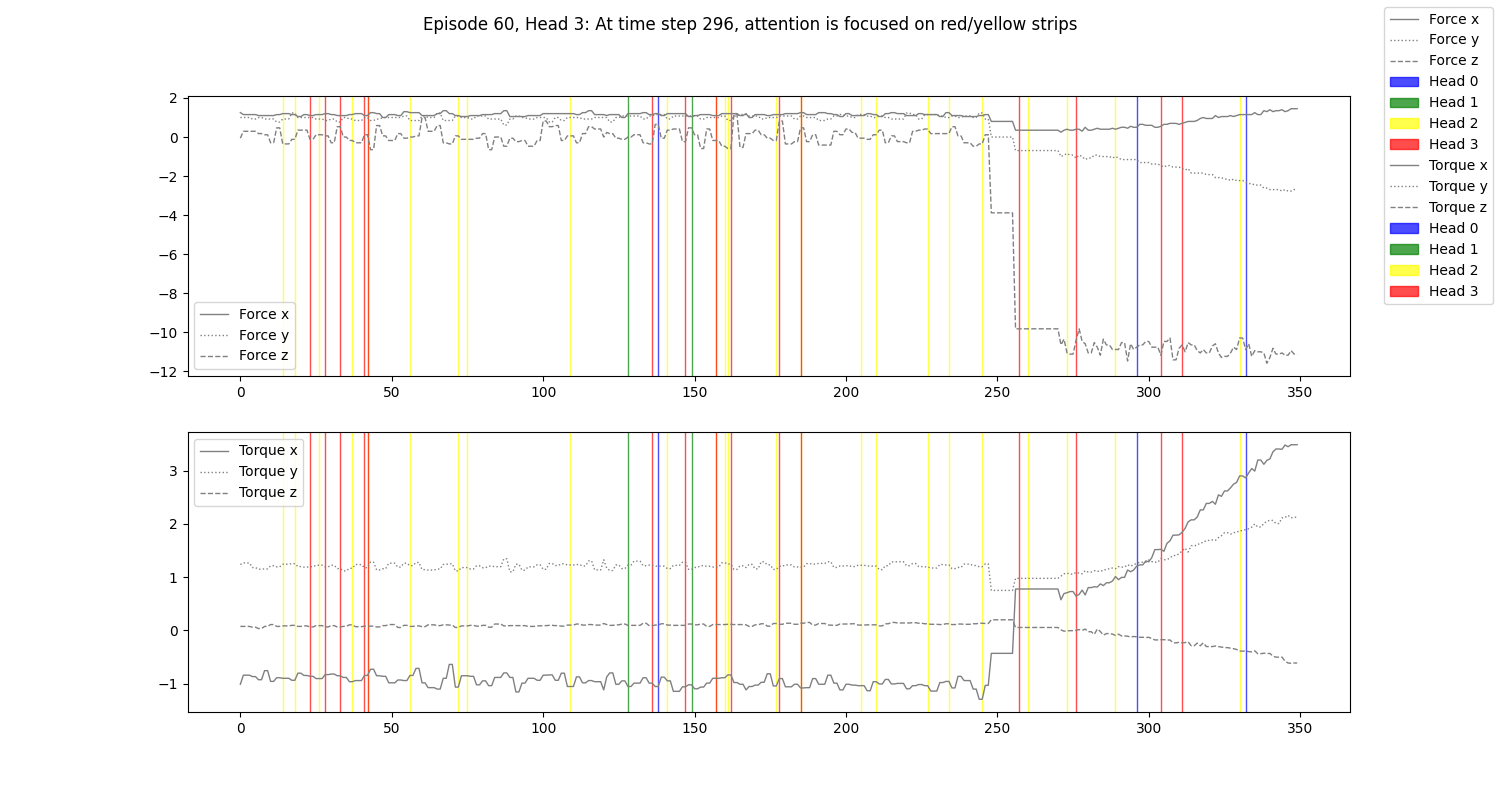 Episode 60, Head 3: At time step 296, attention is focused on red/yellow strips
Force x
Force y
Force z
Head 0
Head 1
Head 2
Head 3
Torque x
Torque y
Torque z
Head 0
Head 1
Head 2
Head 3
2
0
−2
−4
−6
−8
−10
−12
Force x
Force y
Force z
0
50
100
150
200
250
300
350
3
2
1
0
−1
Torque x
Torque y
Torque z
0
50
100
150
200
250
300
350